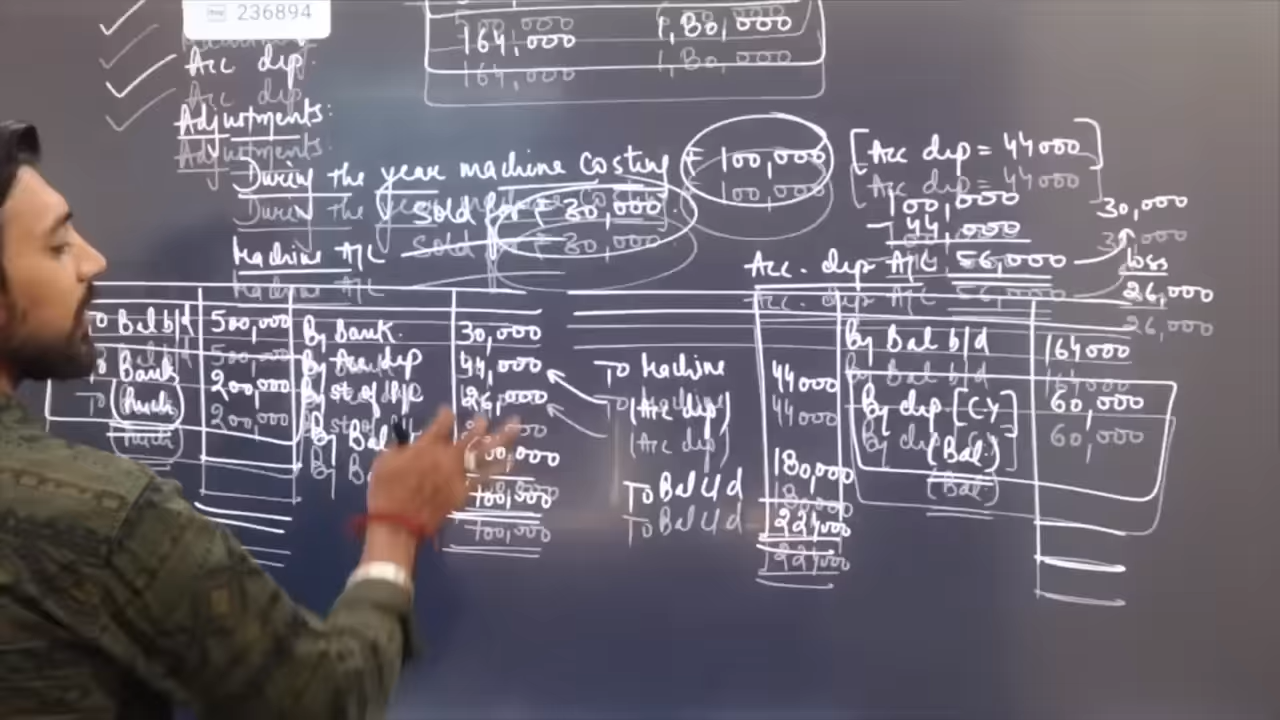 236894
164,000 1,80,000
Acc. dep.
Adjustments:
During the year machine costing ₹ 100,000 [Acc dep = 44000]
Sold for ₹ 30,000.
100,000
- 44,000
56,000
30,000
loss
26,000
Machine A/C
To Bal b/d 500,000 By Bank. 30,000
To Bank 200,000 By Acc dep 44,000
By st of P/L 26,000
By Bal
700,000
Acc. dep A/C
To Machine 44000 By Bal b/d 164000
(Acc dep) By dep [CY] 60,000
(Bal.)
To Bal c/d 180,000
224000